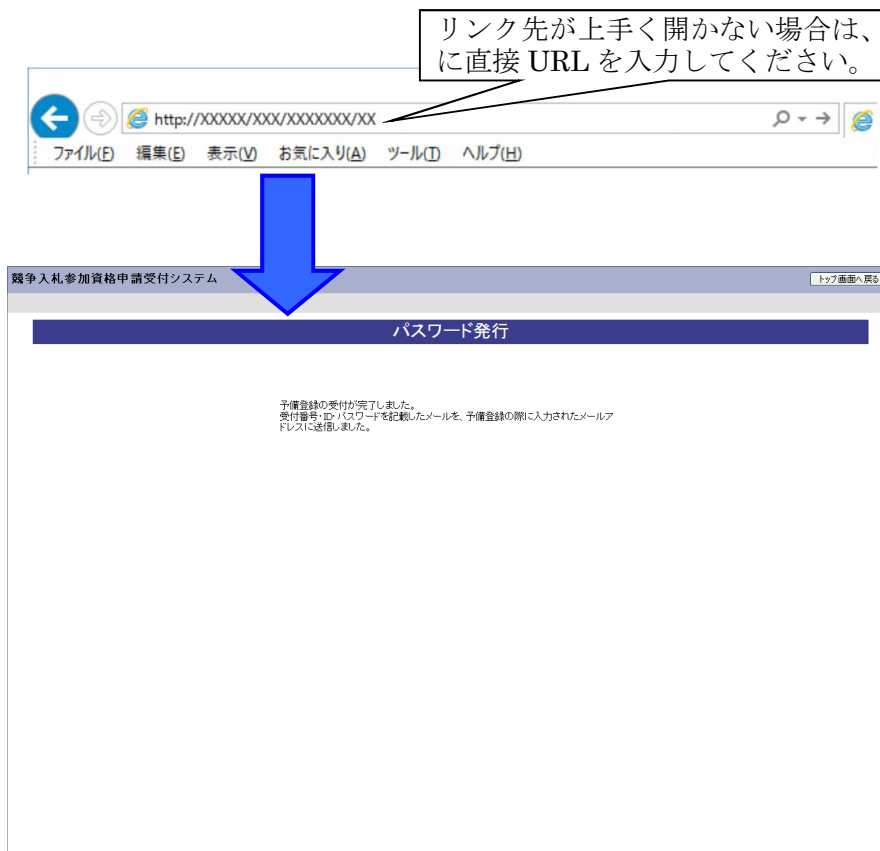 リンク先が上手く開かない場合は、
に直接 URL を入力してください。
http://XXXXX/XXX/XXXXXXX/XX
ファイル(F) 編集(E) 表示(V) お気に入り(A) ツール(T) ヘルプ(H)
競争入札参加資格申請受付システム
トップ画面へ戻る
パスワード発行
予備登録の受付が完了しました。
受付番号・ID・パスワードを記載したメールを、予備登録の際に入力されたメールア
ドレスに送信しました。